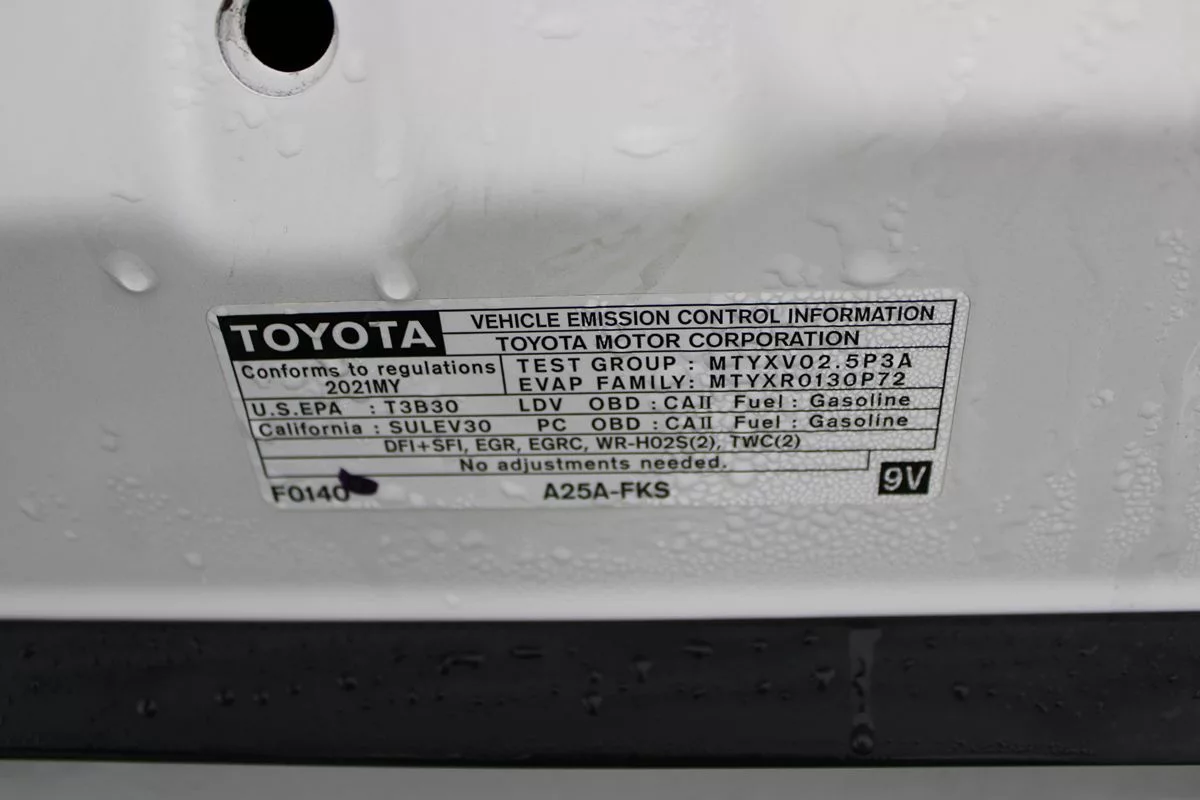 TOYOTA
VEHICLE EMISSION CONTROL INFORMATION
TOYOTA MOTOR CORPORATION
Conforms to regulations
2021MY
TEST GROUP : MTYXV02.5P3A
EVAP FAMILY: MTYXR0130P72
U.S.EPA : T3B30 LDV OBD : CAII Fuel : Gasoline
California : SULEV30 PC OBD : CAII Fuel : Gasoline
DFI+SFI, EGR, EGRC, WR-HO2S(2), TWC(2)
No adjustments needed.
F0140 A25A-FKS 9V